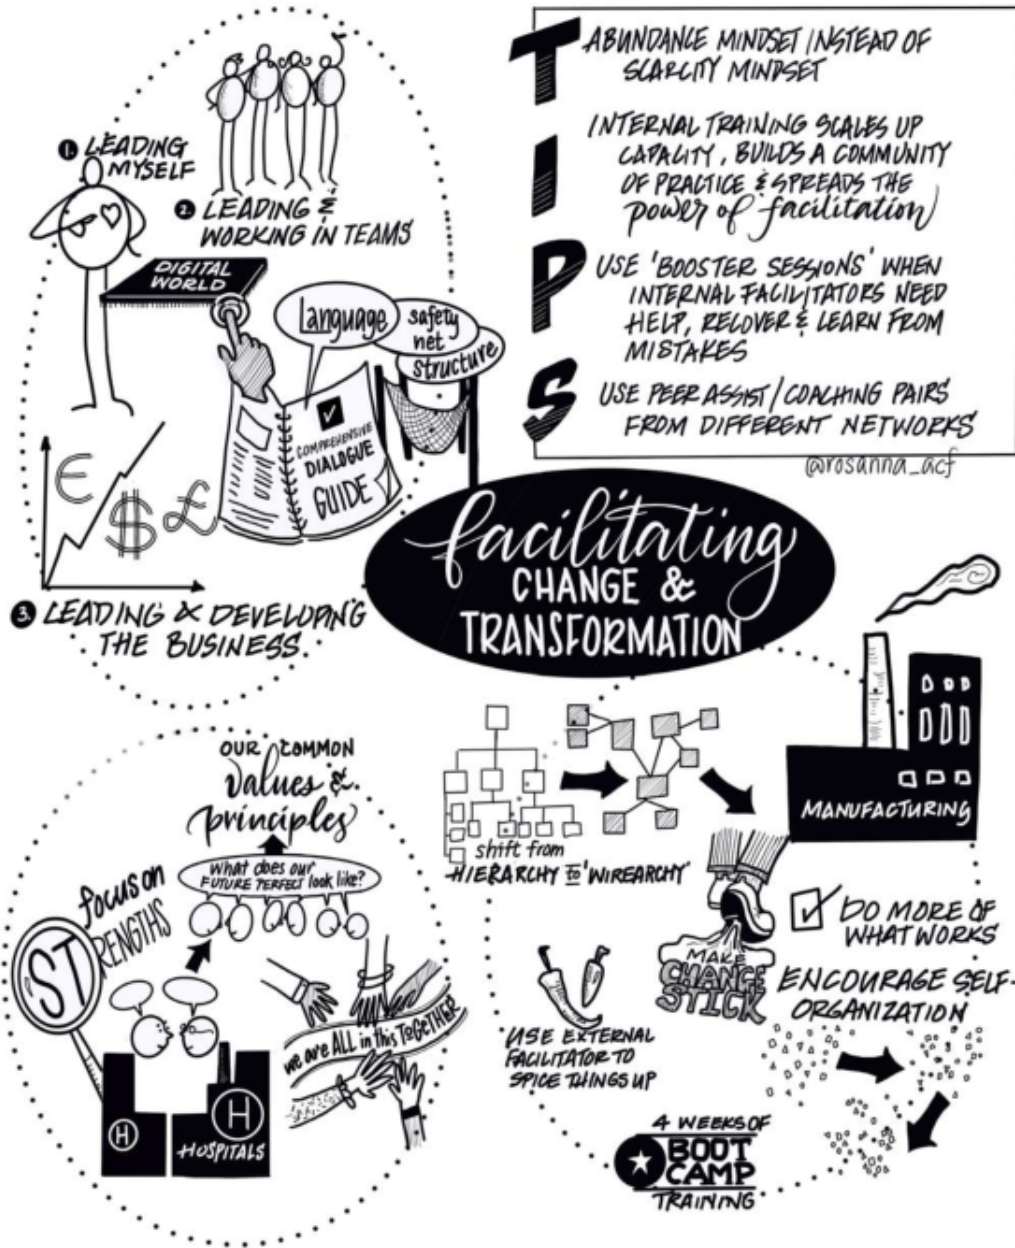 1. LEADING
MYSELF
2. LEADING &
WORKING IN TEAMS
DIGITAL
WORLD
Language
safety
net
structure
COMPREHENSIVE
DIALOGUE
GUIDE
€
$
£
3. LEADING & DEVELOPING
THE BUSINESS.
TIPS
ABUNDANCE MINDSET INSTEAD OF
SCARCITY MINDSET
INTERNAL TRAINING SCALES UP
CAPACITY, BUILDS A COMMUNITY
OF PRACTICE & SPREADS THE
power of facilitation
USE 'BOOSTER SESSIONS' WHEN
INTERNAL FACILITATORS NEED
HELP, RECOVER & LEARN FROM
MISTAKES
USE PEER ASSIST/COACHING PAIRS
FROM DIFFERENT NETWORKS
@rosanna_acf
facilitating
CHANGE &
TRANSFORMATION
OUR COMMON
values &
principles
What does our
FUTURE PERFECT look like?
focus on
STRENGTHS
we are ALL in this TOGETHER
H
H
HOSPITALS
shift from
HIERARCHY to 'WIREARCHY'
MANUFACTURING
MAKE
CHANGE
STICK
DO MORE OF
WHAT WORKS
ENCOURAGE SELF-
ORGANIZATION
USE EXTERNAL
FACILITATOR TO
SPICE THINGS UP
4 WEEKS OF
BOOT
CAMP
TRAINING